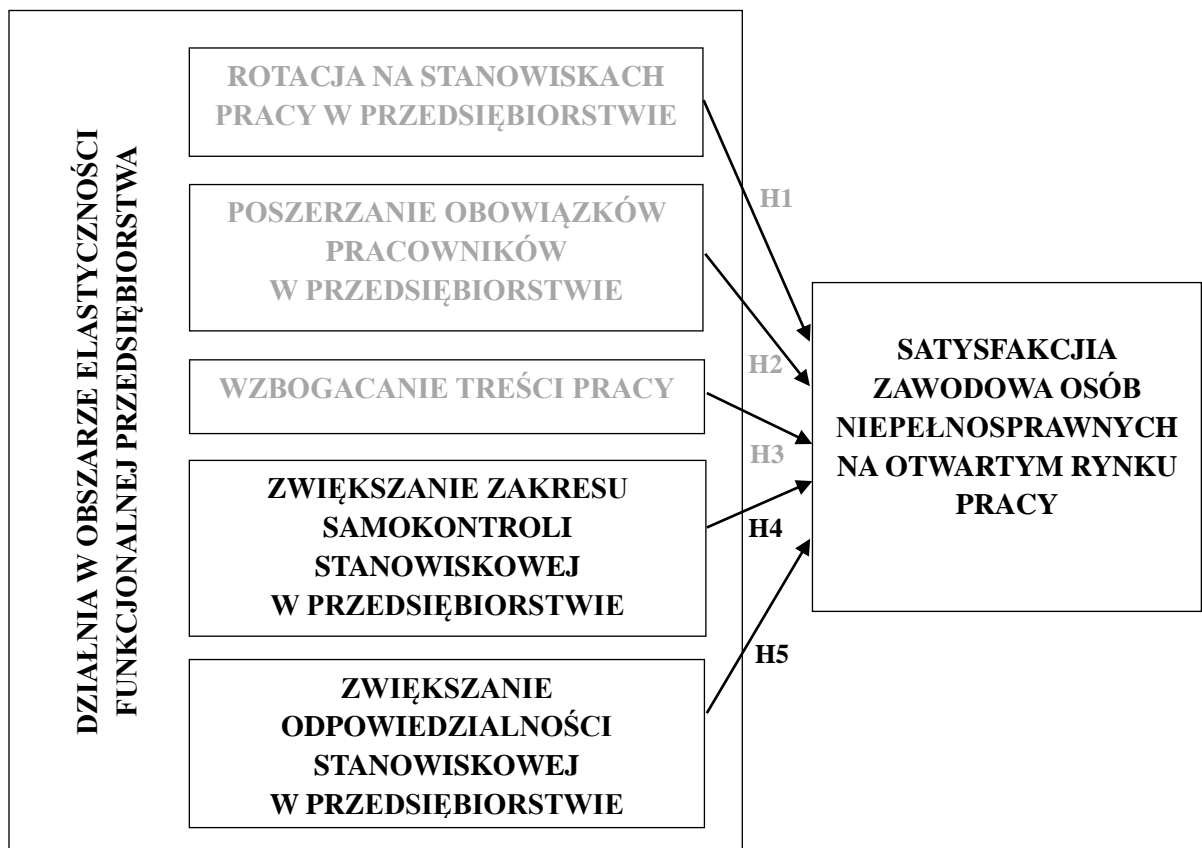 DZIAŁNIA W OBSZARZE ELASTYCZNOŚCI
FUNKCJONALNEJ PRZEDSIĘBIORSTWA
ROTACJA NA STANOWISKACH
PRACY W PRZEDSIĘBIORSTWIE
POSZERZANIE OBOWIĄZKÓW
PRACOWNIKÓW
W PRZEDSIĘBIORSTWIE
WZBOGACANIE TREŚCI PRACY
ZWIĘKSZANIE ZAKRESU
SAMOKONTROLI
STANOWISKOWEJ
W PRZEDSIĘBIORSTWIE
ZWIĘKSZANIE
ODPOWIEDZIALNOŚCI
STANOWISKOWEJ
W PRZEDSIĘBIORSTWIE
H1
H2
H3
H4
H5
SATYSFAKCJIA
ZAWODOWA OSÓB
NIEPEŁNOSPRAWNYCH
NA OTWARTYM RYNKU
PRACY